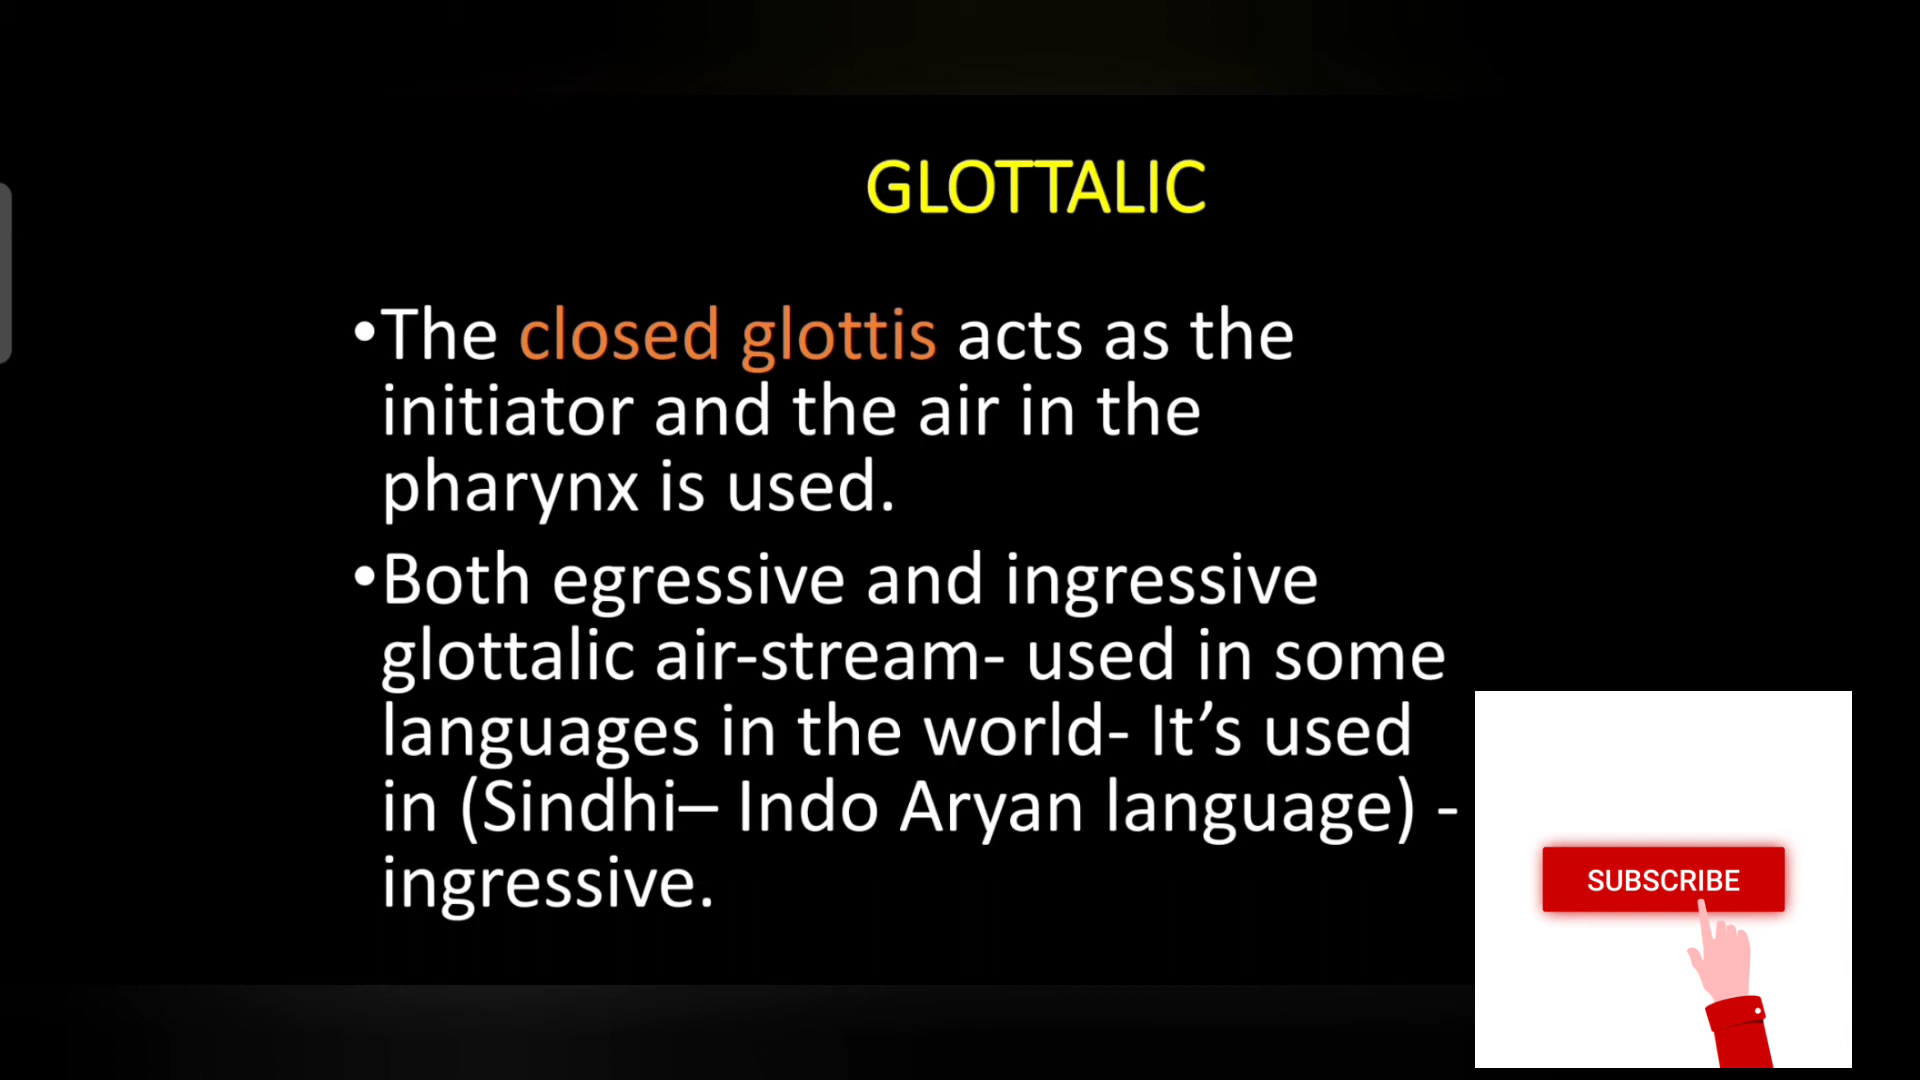 GLOTTALIC
•The closed glottis acts as the
initiator and the air in the
pharynx is used.
•Both egressive and ingressive
glottalic air-stream- used in some
languages in the world- It’s used
in (Sindhi– Indo Aryan language) -
ingressive.
SUBSCRIBE